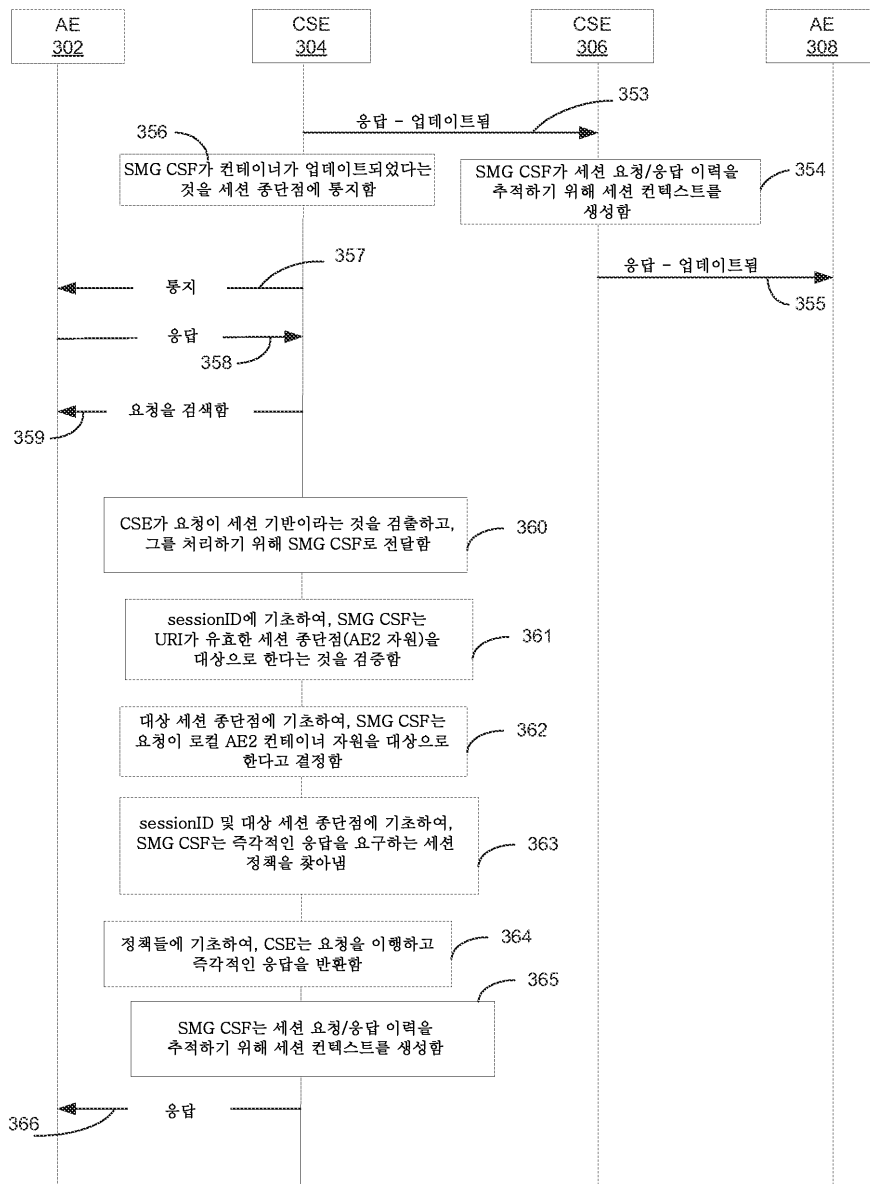 AE
302
CSE
304
CSE
306
AE
308
353
응답 - 업데이트됨
356
SMG CSF가 컨테이너가 업데이트되었다는
것을 세션 종단점에 통지함
SMG CSF가 세션 요청/응답 이력을
추적하기 위해 세션 컨텍스트를
생성함
354
357
통지
응답 - 업데이트됨
355
응답
358
요청을 검색함
359
CSE가 요청이 세션 기반이라는 것을 검출하고,
그를 처리하기 위해 SMG CSF로 전달함
360
sessionID에 기초하여, SMG CSF는
URI가 유효한 세션 종단점(AE2 자원)을
대상으로 한다는 것을 검증함
361
대상 세션 종단점에 기초하여, SMG CSF는
요청이 로컬 AE2 컨테이너 자원을 대상으로
한다고 결정함
362
sessionID 및 대상 세션 종단점에 기초하여,
SMG CSF는 즉각적인 응답을 요구하는 세션
정책을 찾아냄
363
정책들에 기초하여, CSE는 요청을 이행하고
즉각적인 응답을 반환함
364
365
SMG CSF는 세션 요청/응답 이력을
추적하기 위해 세션 컨텍스트를 생성함
응답
366